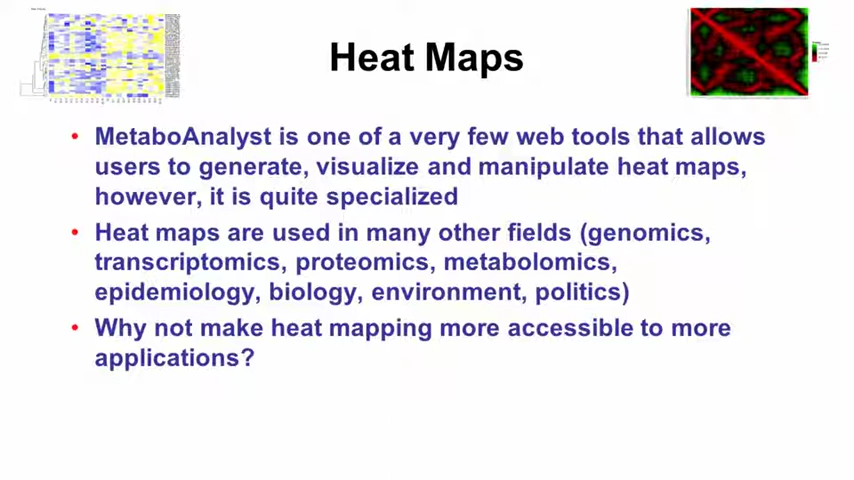 Heat Maps
• MetaboAnalyst is one of a very few web tools that allows
users to generate, visualize and manipulate heat maps,
however, it is quite specialized
• Heat maps are used in many other fields (genomics,
transcriptomics, proteomics, metabolomics,
epidemiology, biology, environment, politics)
• Why not make heat mapping more accessible to more
applications?